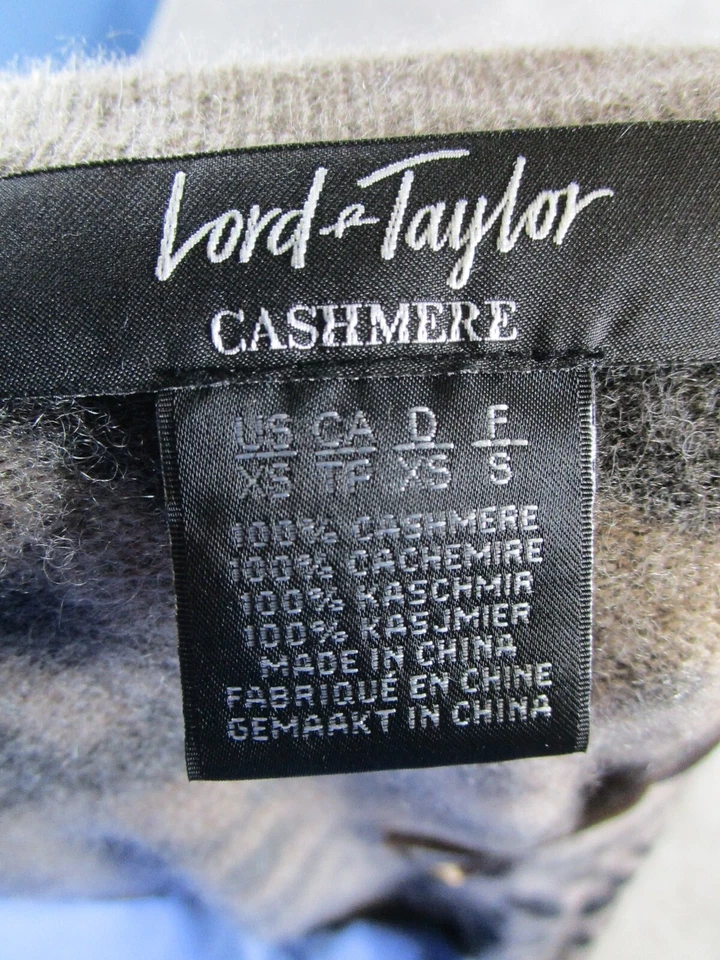 Lord & Taylor
CASHMERE
US CA D F
XS TP XS S
100% CASHMERE
100% CACHEMIRE
100% KASCHMIR
100% KASJMIER
MADE IN CHINA
FABRIQUÉ EN CHINE
GEMAAKT IN CHINA